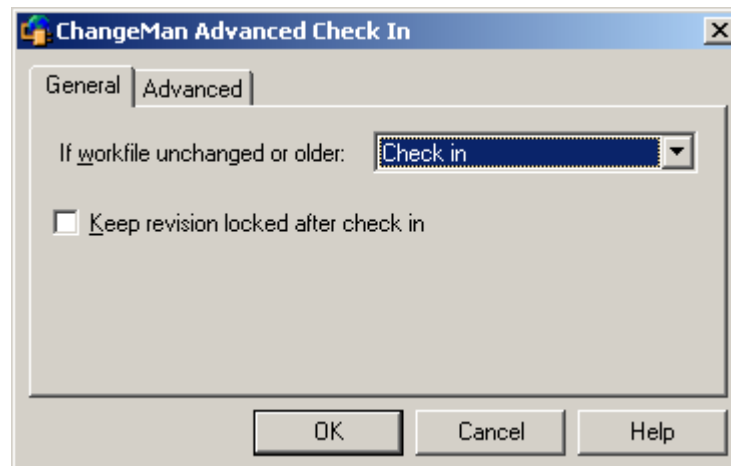 ChangeMan Advanced Check In
General Advanced
If workfile unchanged or older: Check in
Keep revision locked after check in
OK Cancel Help